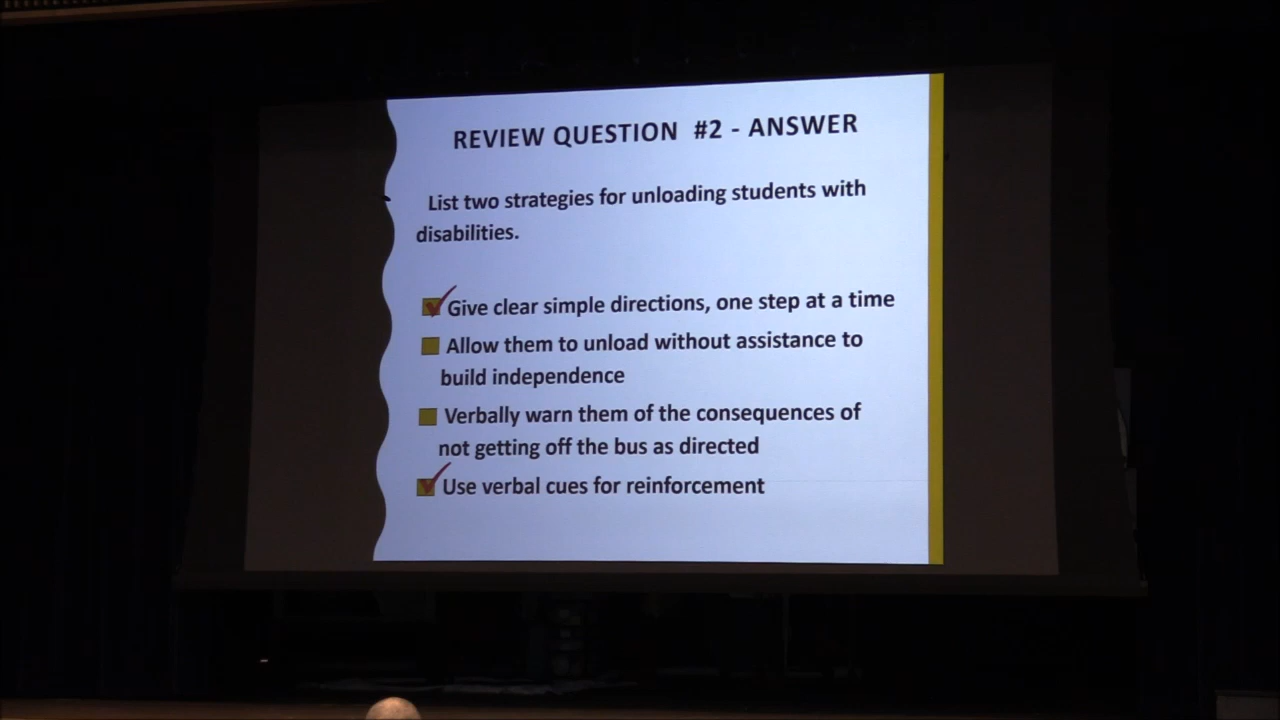 REVIEW QUESTION #2 - ANSWER
List two strategies for unloading students with
disabilities.
Give clear simple directions, one step at a time
Allow them to unload without assistance to
build independence
Verbally warn them of the consequences of
not getting off the bus as directed
Use verbal cues for reinforcement